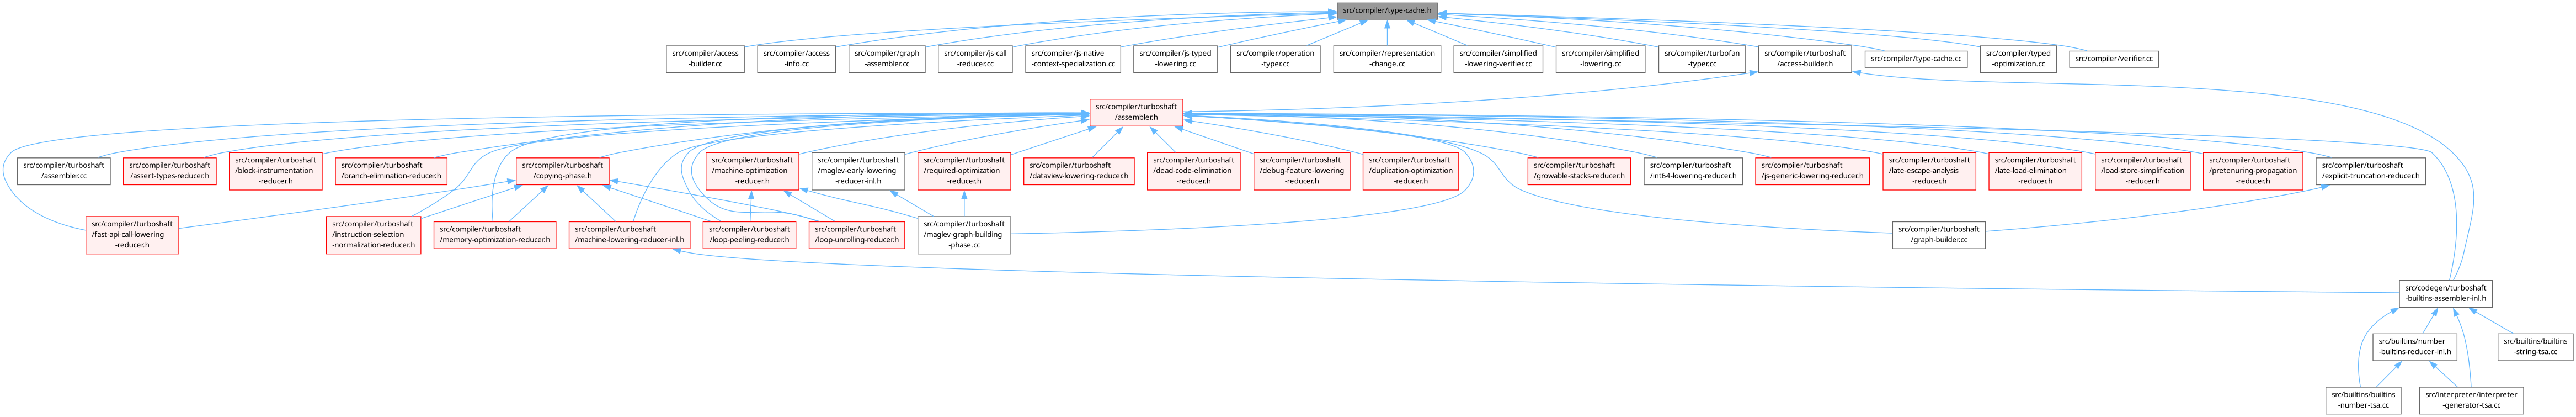 src/compiler/type-cache.h
src/compiler/access
-builder.cc
src/compiler/access
-info.cc
src/compiler/graph
-assembler.cc
src/compiler/js-call
-reducer.cc
src/compiler/js-native
-context-specialization.cc
src/compiler/js-typed
-lowering.cc
src/compiler/operation
-typer.cc
src/compiler/representation
-change.cc
src/compiler/simplified
-lowering-verifier.cc
src/compiler/simplified
-lowering.cc
src/compiler/turbofan
-typer.cc
src/compiler/turboshaft
/access-builder.h
src/compiler/type-cache.cc
src/compiler/typed
-optimization.cc
src/compiler/verifier.cc
src/compiler/turboshaft
/assembler.h
src/compiler/turboshaft
/assembler.cc
src/compiler/turboshaft
/assert-types-reducer.h
src/compiler/turboshaft
/block-instrumentation
-reducer.h
src/compiler/turboshaft
/branch-elimination-reducer.h
src/compiler/turboshaft
/copying-phase.h
src/compiler/turboshaft
/machine-optimization
-reducer.h
src/compiler/turboshaft
/maglev-early-lowering
-reducer-inl.h
src/compiler/turboshaft
/required-optimization
-reducer.h
src/compiler/turboshaft
/dataview-lowering-reducer.h
src/compiler/turboshaft
/dead-code-elimination
-reducer.h
src/compiler/turboshaft
/debug-feature-lowering
-reducer.h
src/compiler/turboshaft
/duplication-optimization
-reducer.h
src/compiler/turboshaft
/growable-stacks-reducer.h
src/compiler/turboshaft
/int64-lowering-reducer.h
src/compiler/turboshaft
/js-generic-lowering-reducer.h
src/compiler/turboshaft
/late-escape-analysis
-reducer.h
src/compiler/turboshaft
/late-load-elimination
-reducer.h
src/compiler/turboshaft
/load-store-simplification
-reducer.h
src/compiler/turboshaft
/pretenuring-propagation
-reducer.h
src/compiler/turboshaft
/explicit-truncation-reducer.h
src/compiler/turboshaft
/fast-api-call-lowering
-reducer.h
src/compiler/turboshaft
/instruction-selection
-normalization-reducer.h
src/compiler/turboshaft
/memory-optimization-reducer.h
src/compiler/turboshaft
/machine-lowering-reducer-inl.h
src/compiler/turboshaft
/loop-peeling-reducer.h
src/compiler/turboshaft
/loop-unrolling-reducer.h
src/compiler/turboshaft
/maglev-graph-building
-phase.cc
src/compiler/turboshaft
/graph-builder.cc
src/codegen/turboshaft
-builtins-assembler-inl.h
src/builtins/number
-builtins-reducer-inl.h
src/builtins/builtins
-string-tsa.cc
src/builtins/builtins
-number-tsa.cc
src/interpreter/interpreter
-generator-tsa.cc